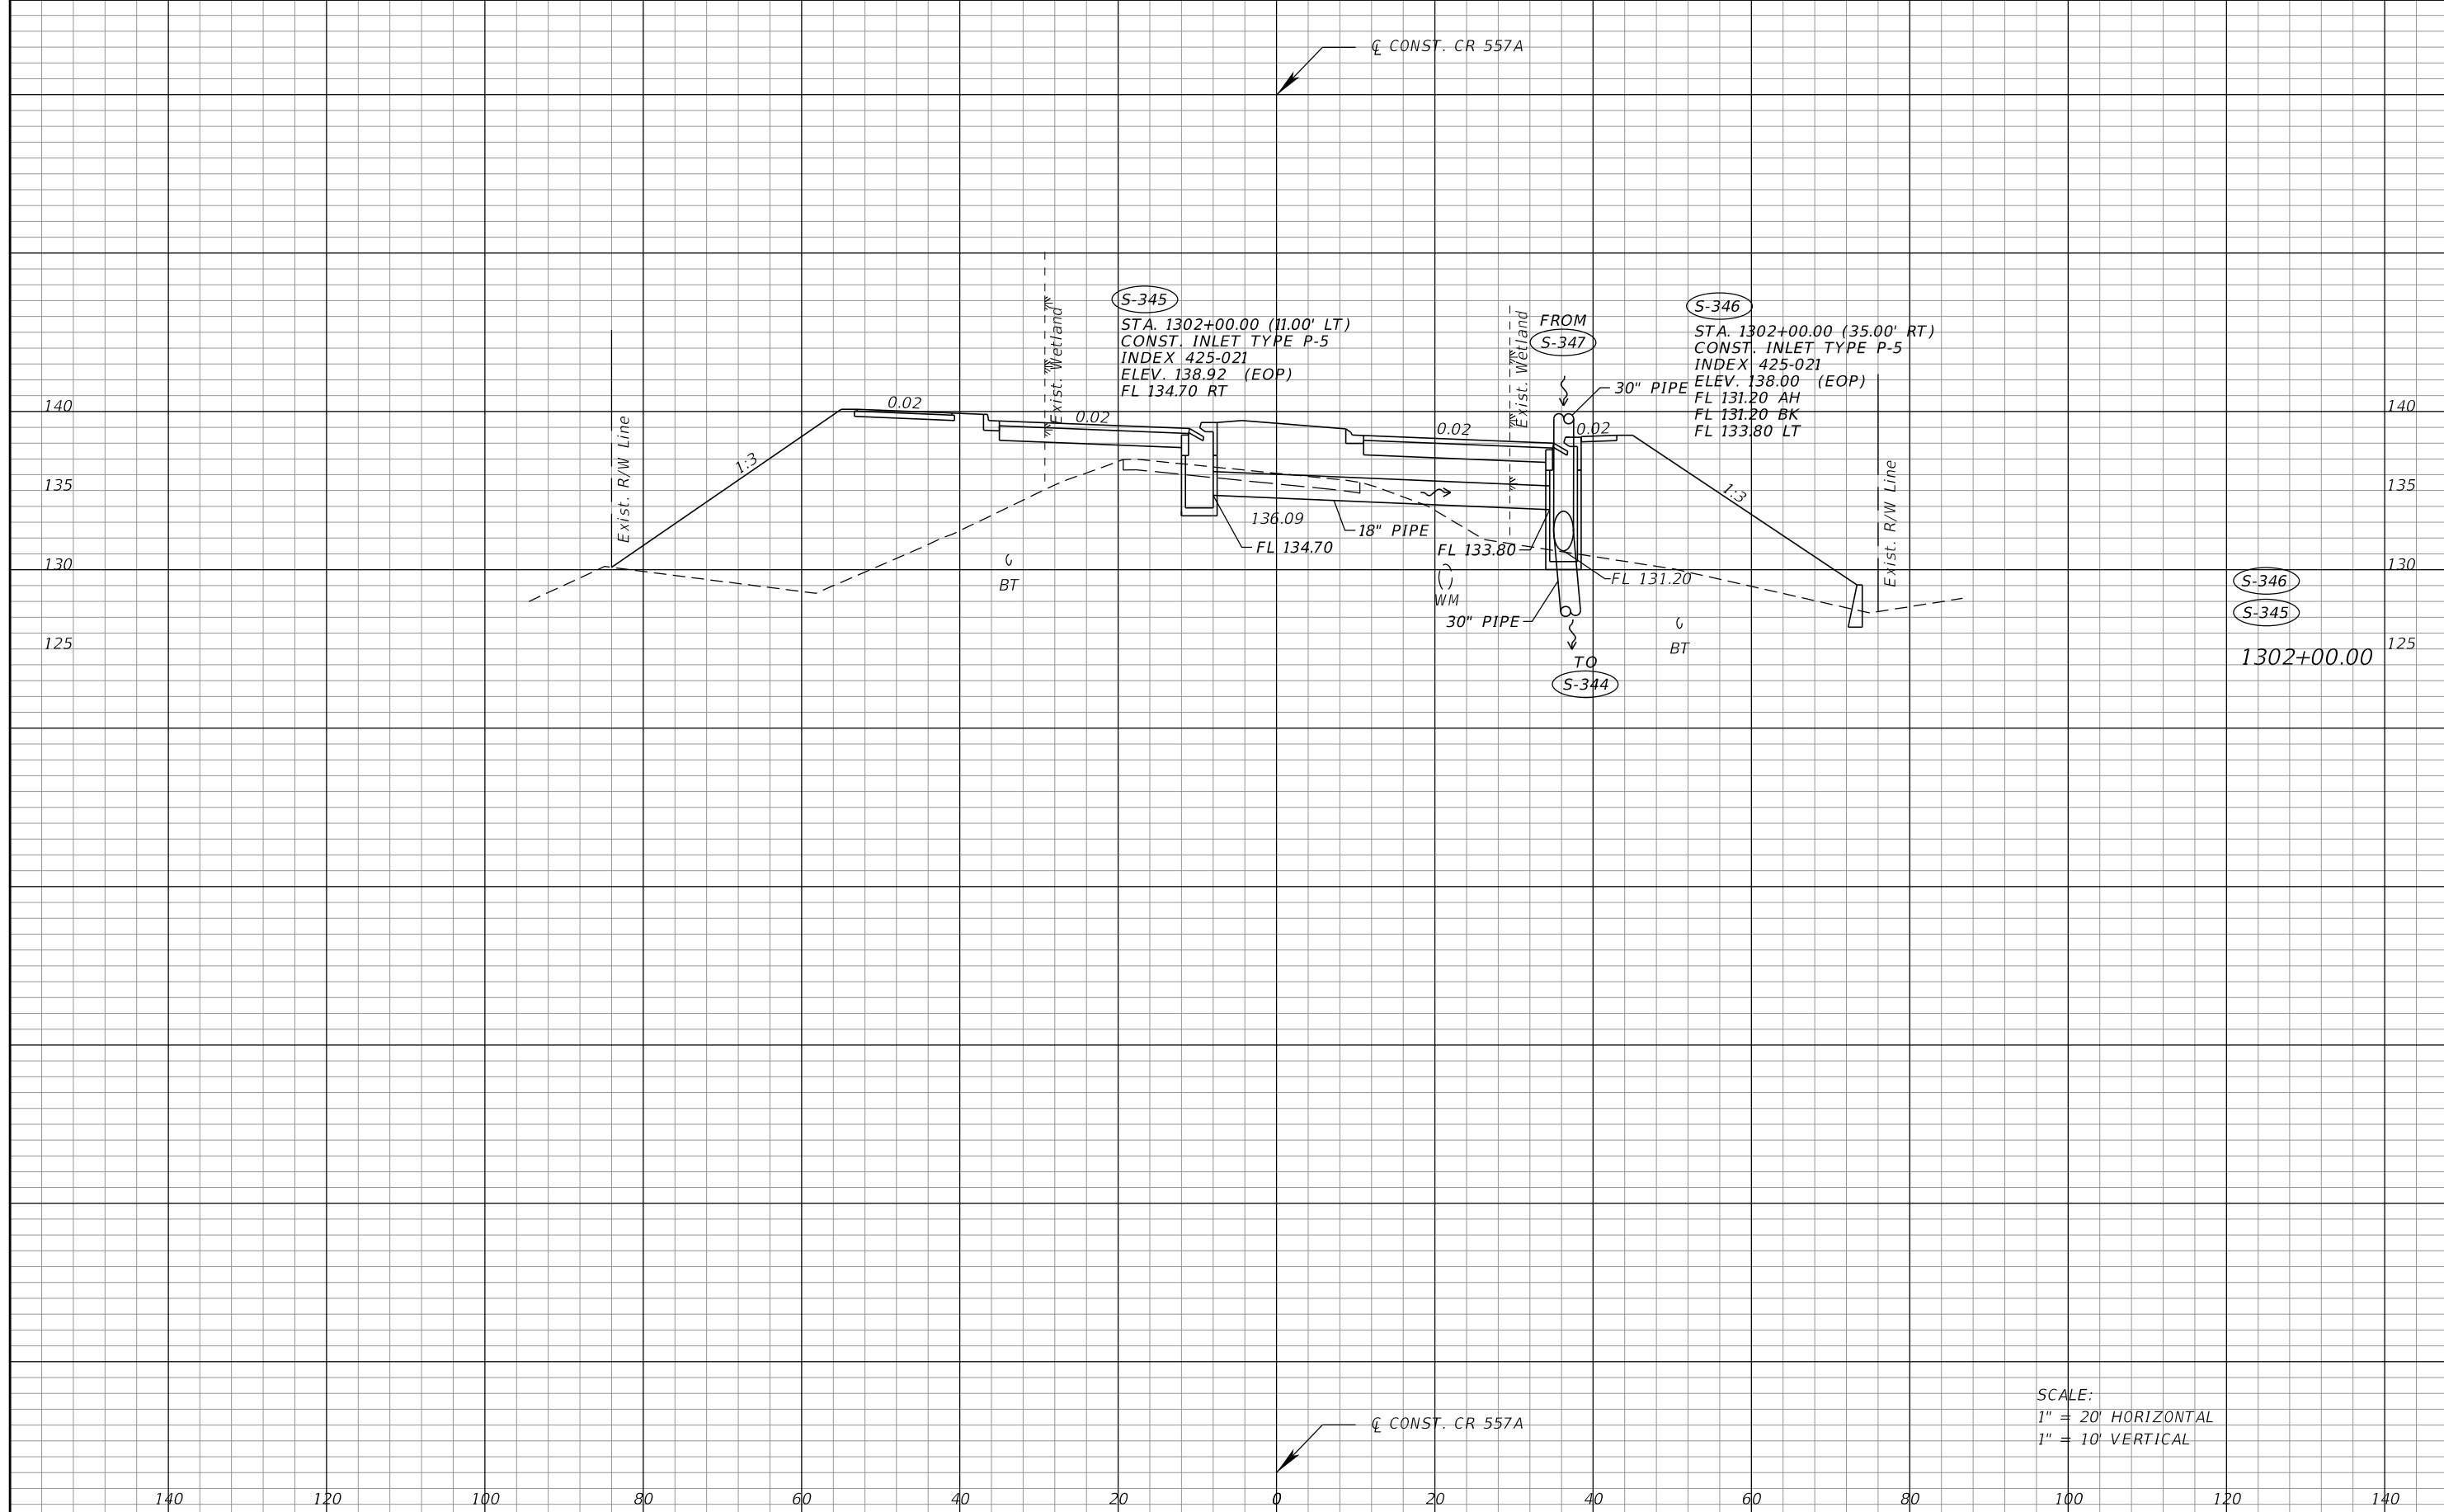 ℄ CONST. CR 557A
S-345
STA. 1302+00.00 (11.00' LT)
CONST. INLET TYPE P-5
INDEX 425-021
ELEV. 138.92 (EOP)
FL 134.70 RT
S-346
STA. 1302+00.00 (35.00' RT)
CONST. INLET TYPE P-5
INDEX 425-021
ELEV. 138.00 (EOP)
FL 131.20 AH
FL 131.20 BK
FL 133.80 LT
FROM
S-347
30" PIPE
Exist. Wetland
Exist. Wetland
Exist. R/W Line
Exist. R/W Line
140
0.02
0.02
0.02
0.02
140
1:3
1:3
135
135
136.09
18" PIPE
FL 134.70
FL 133.80
130
130
BT
WM
FL 131.20
30" PIPE
BT
S-346
S-345
125
125
1302+00.00
TO
S-344
SCALE:
1" = 20' HORIZONTAL
1" = 10' VERTICAL
℄ CONST. CR 557A
140
120
100
80
60
40
20
0
20
40
60
80
100
120
140